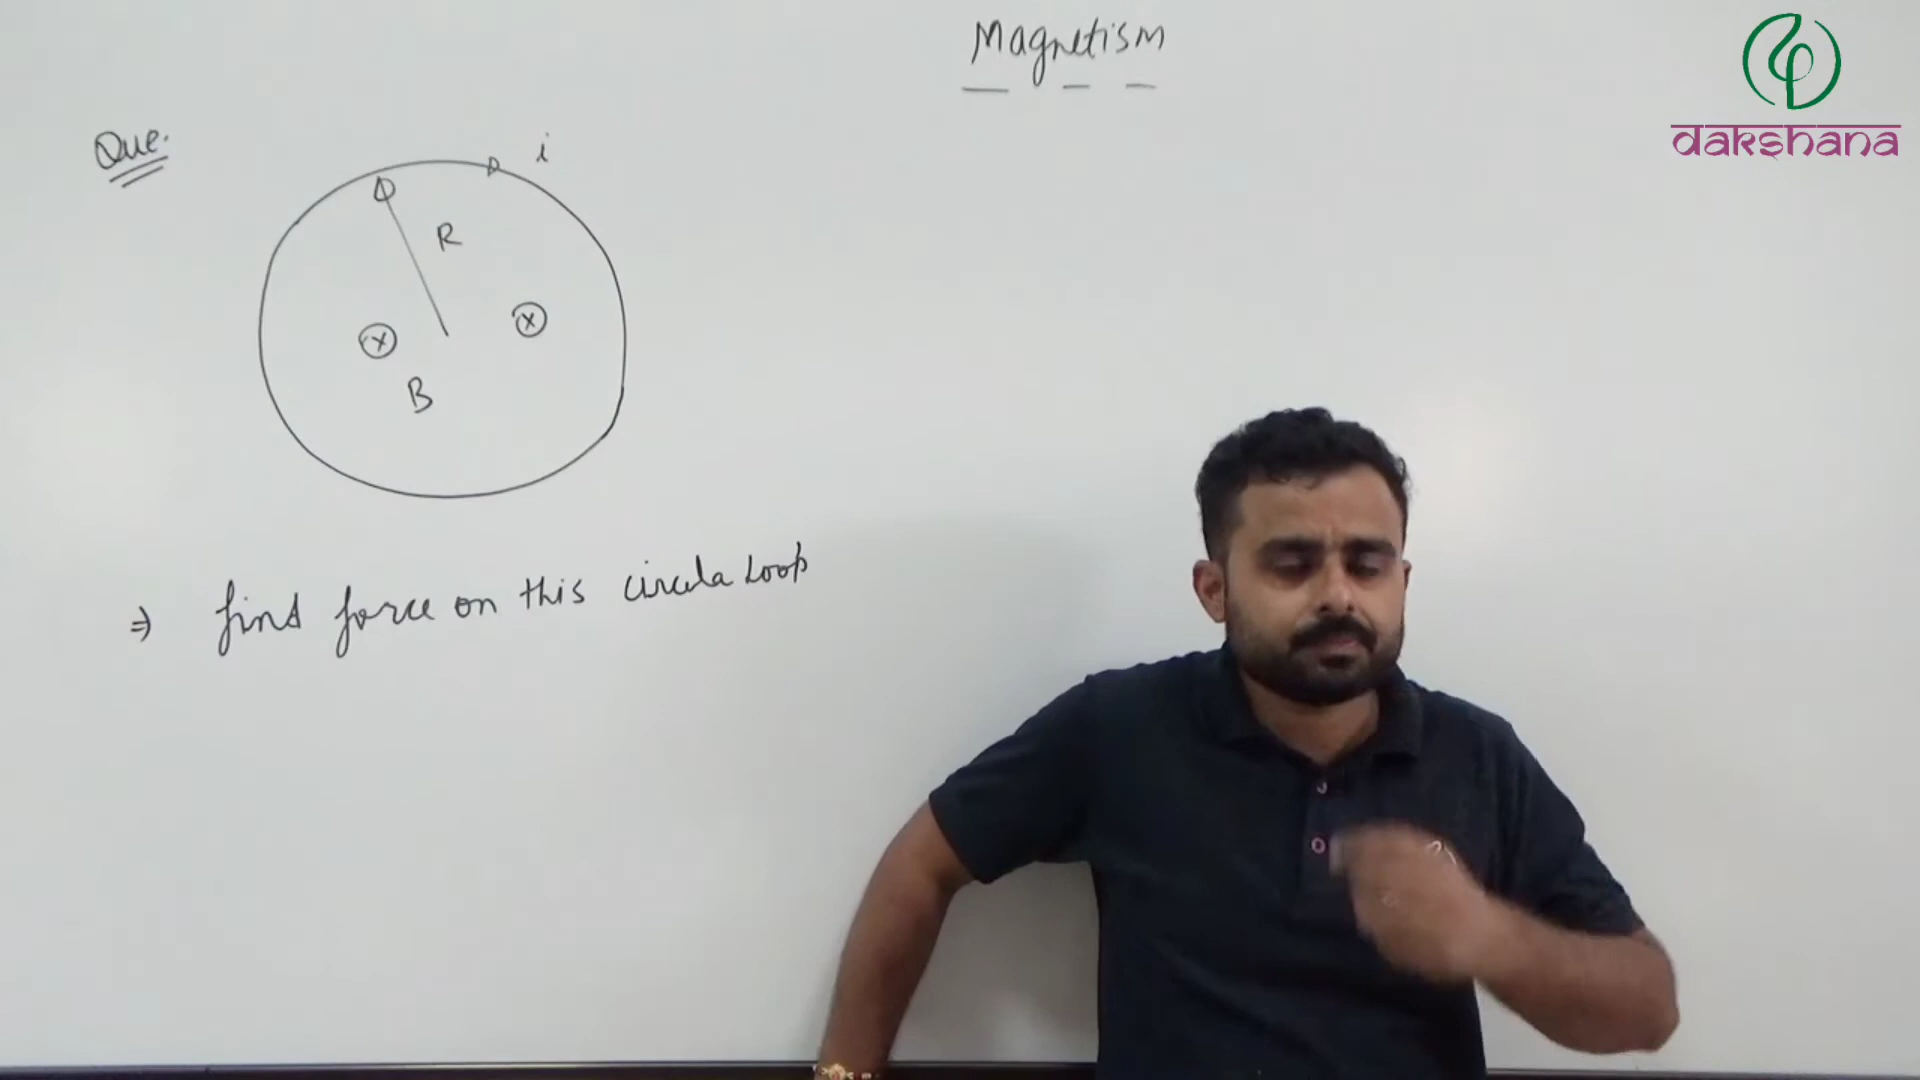 Magnetism
dakshana
Que.
i
R
B
⇒ find force on this circula Loop